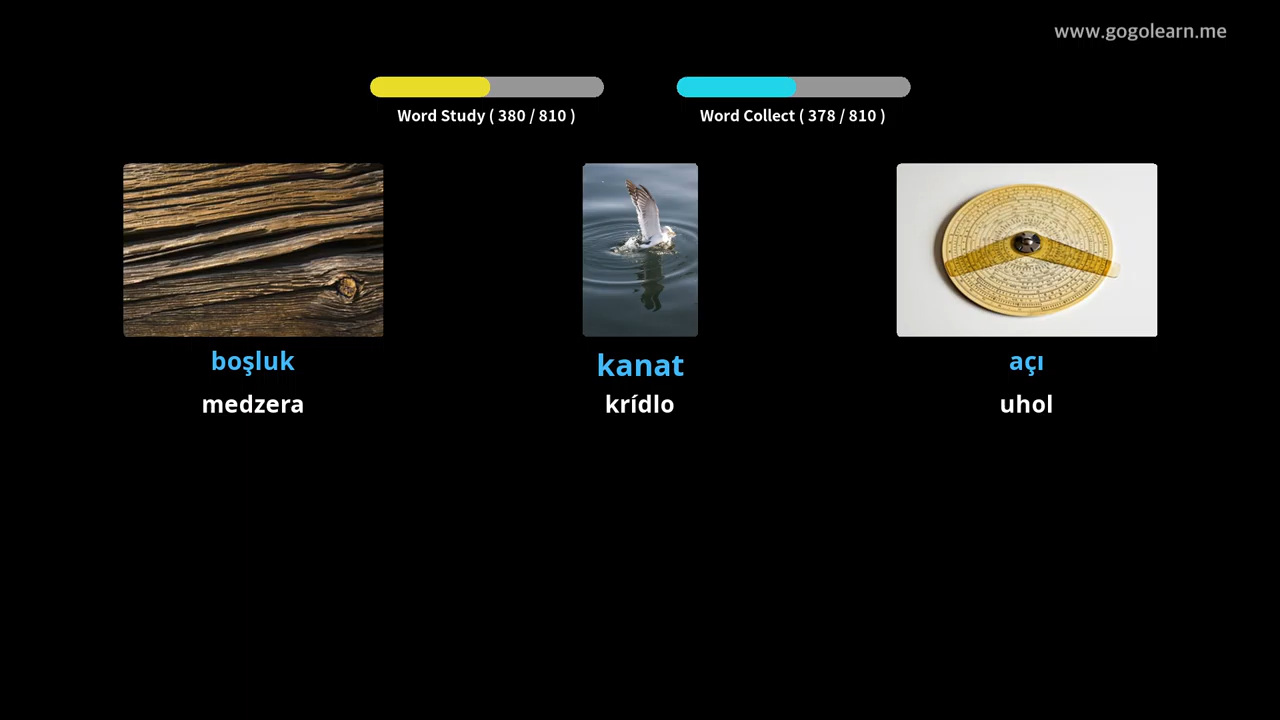 www.gogolearn.me
Word Study ( 380 / 810 )
Word Collect ( 378 / 810 )
boşluk
medzera
kanat
krídlo
açı
uhol